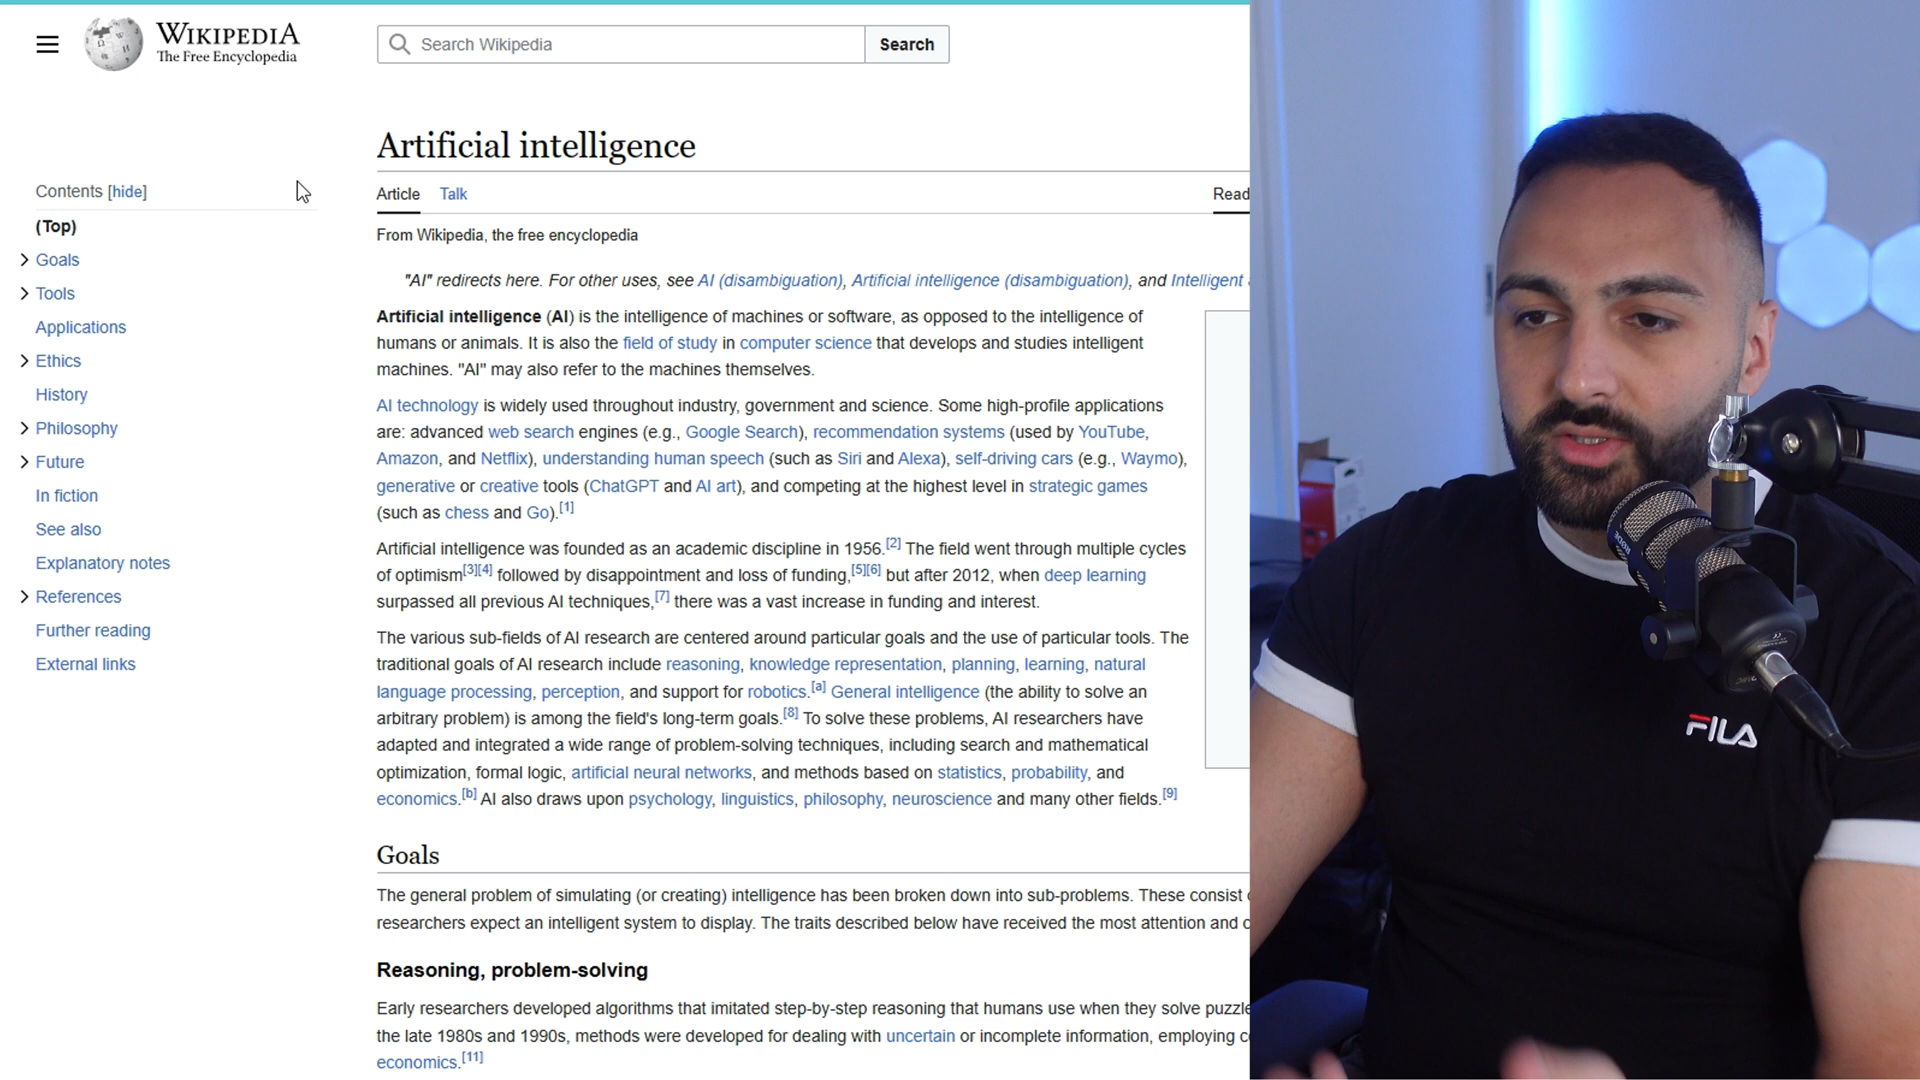 WIKIPEDIA
The Free Encyclopedia
Search Wikipedia
Search
Contents [hide]
(Top)
Goals
Tools
Applications
Ethics
History
Philosophy
Future
In fiction
See also
Explanatory notes
References
Further reading
External links
Artificial intelligence
Article Talk Read
From Wikipedia, the free encyclopedia
"AI" redirects here. For other uses, see AI (disambiguation), Artificial intelligence (disambiguation), and Intelligent
Artificial intelligence (AI) is the intelligence of machines or software, as opposed to the intelligence of
humans or animals. It is also the field of study in computer science that develops and studies intelligent
machines. "AI" may also refer to the machines themselves.
AI technology is widely used throughout industry, government and science. Some high-profile applications
are: advanced web search engines (e.g., Google Search), recommendation systems (used by YouTube,
Amazon, and Netflix), understanding human speech (such as Siri and Alexa), self-driving cars (e.g., Waymo),
generative or creative tools (ChatGPT and AI art), and competing at the highest level in strategic games
(such as chess and Go).[1]
Artificial intelligence was founded as an academic discipline in 1956.[2] The field went through multiple cycles
of optimism[3][4] followed by disappointment and loss of funding,[5][6] but after 2012, when deep learning
surpassed all previous AI techniques,[7] there was a vast increase in funding and interest.
The various sub-fields of AI research are centered around particular goals and the use of particular tools. The
traditional goals of AI research include reasoning, knowledge representation, planning, learning, natural
language processing, perception, and support for robotics.[a] General intelligence (the ability to solve an
arbitrary problem) is among the field's long-term goals.[8] To solve these problems, AI researchers have
adapted and integrated a wide range of problem-solving techniques, including search and mathematical
optimization, formal logic, artificial neural networks, and methods based on statistics, probability, and
economics.[b] AI also draws upon psychology, linguistics, philosophy, neuroscience and many other fields.[9]
Goals
The general problem of simulating (or creating) intelligence has been broken down into sub-problems. These consist
researchers expect an intelligent system to display. The traits described below have received the most attention and
Reasoning, problem-solving
Early researchers developed algorithms that imitated step-by-step reasoning that humans use when they solve puzzle
the late 1980s and 1990s, methods were developed for dealing with uncertain or incomplete information, employing
economics.[11]
RODE
FILA